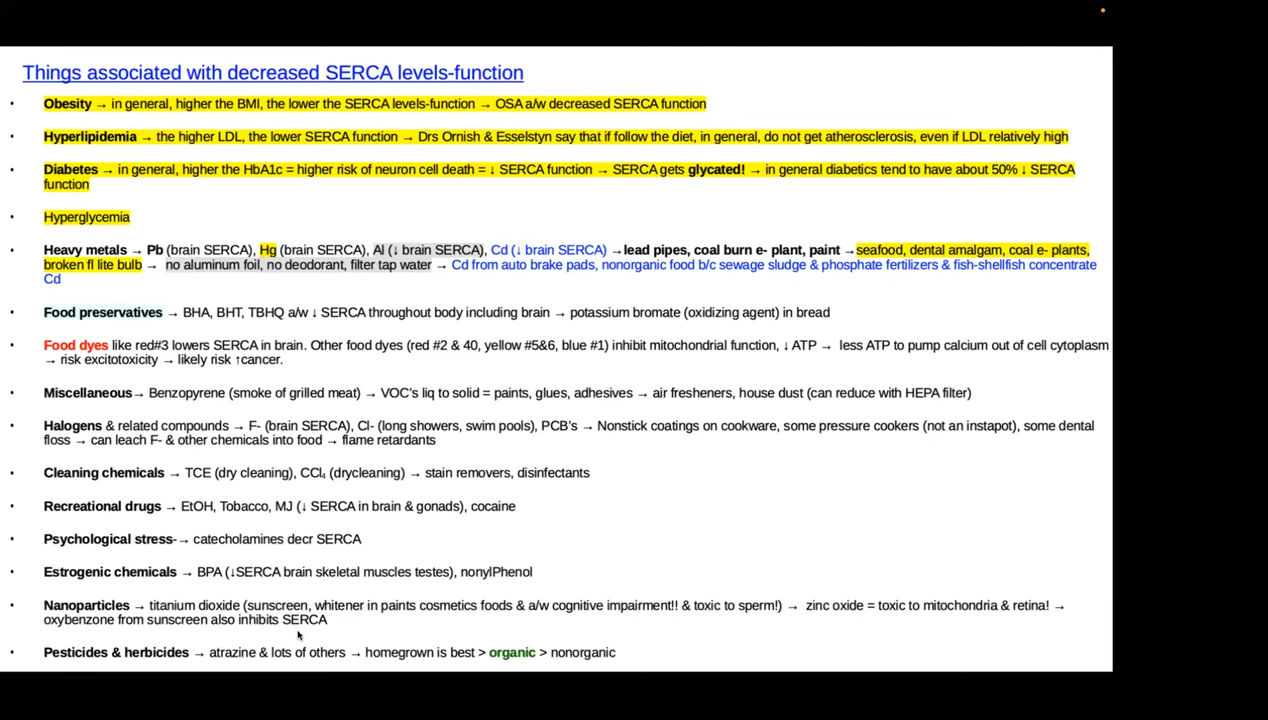 Things associated with decreased SERCA levels-function
• Obesity → in general, higher the BMI, the lower the SERCA levels-function → OSA a/w decreased SERCA function
• Hyperlipidemia → the higher LDL, the lower SERCA function → Drs Ornish & Esselstyn say that if follow the diet, in general, do not get atherosclerosis, even if LDL relatively high
• Diabetes → in general, higher the HbA1c = higher risk of neuron cell death = ↓ SERCA function → SERCA gets glycated! → in general diabetics tend to have about 50% ↓ SERCA
function
• Hyperglycemia
• Heavy metals → Pb (brain SERCA), Hg (brain SERCA), Al (↓ brain SERCA), Cd (↓ brain SERCA) →lead pipes, coal burn e- plant, paint →seafood, dental amalgam, coal e- plants,
broken fl lite bulb → no aluminum foil, no deodorant, filter tap water → Cd from auto brake pads, nonorganic food b/c sewage sludge & phosphate fertilizers & fish-shellfish concentrate
Cd
• Food preservatives → BHA, BHT, TBHQ a/w ↓ SERCA throughout body including brain → potassium bromate (oxidizing agent) in bread
• Food dyes like red#3 lowers SERCA in brain. Other food dyes (red #2 & 40, yellow #5&6, blue #1) inhibit mitochondrial function, ↓ ATP → less ATP to pump calcium out of cell cytoplasm
→ risk excitotoxicity → likely risk ↑cancer.
• Miscellaneous→ Benzopyrene (smoke of grilled meat) → VOC's liq to solid = paints, glues, adhesives → air fresheners, house dust (can reduce with HEPA filter)
• Halogens & related compounds → F- (brain SERCA), Cl- (long showers, swim pools), PCB's → Nonstick coatings on cookware, some pressure cookers (not an instapot), some dental
floss → can leach F- & other chemicals into food → flame retardants
• Cleaning chemicals → TCE (dry cleaning), CCl₄ (drycleaning) → stain removers, disinfectants
• Recreational drugs → EtOH, Tobacco, MJ (↓ SERCA in brain & gonads), cocaine
• Psychological stress-→ catecholamines decr SERCA
• Estrogenic chemicals → BPA (↓SERCA brain skeletal muscles testes), nonylPhenol
• Nanoparticles → titanium dioxide (sunscreen, whitener in paints cosmetics foods & a/w cognitive impairment!! & toxic to sperm!) → zinc oxide = toxic to mitochondria & retina! →
oxybenzone from sunscreen also inhibits SERCA
• Pesticides & herbicides → atrazine & lots of others → homegrown is best > organic > nonorganic